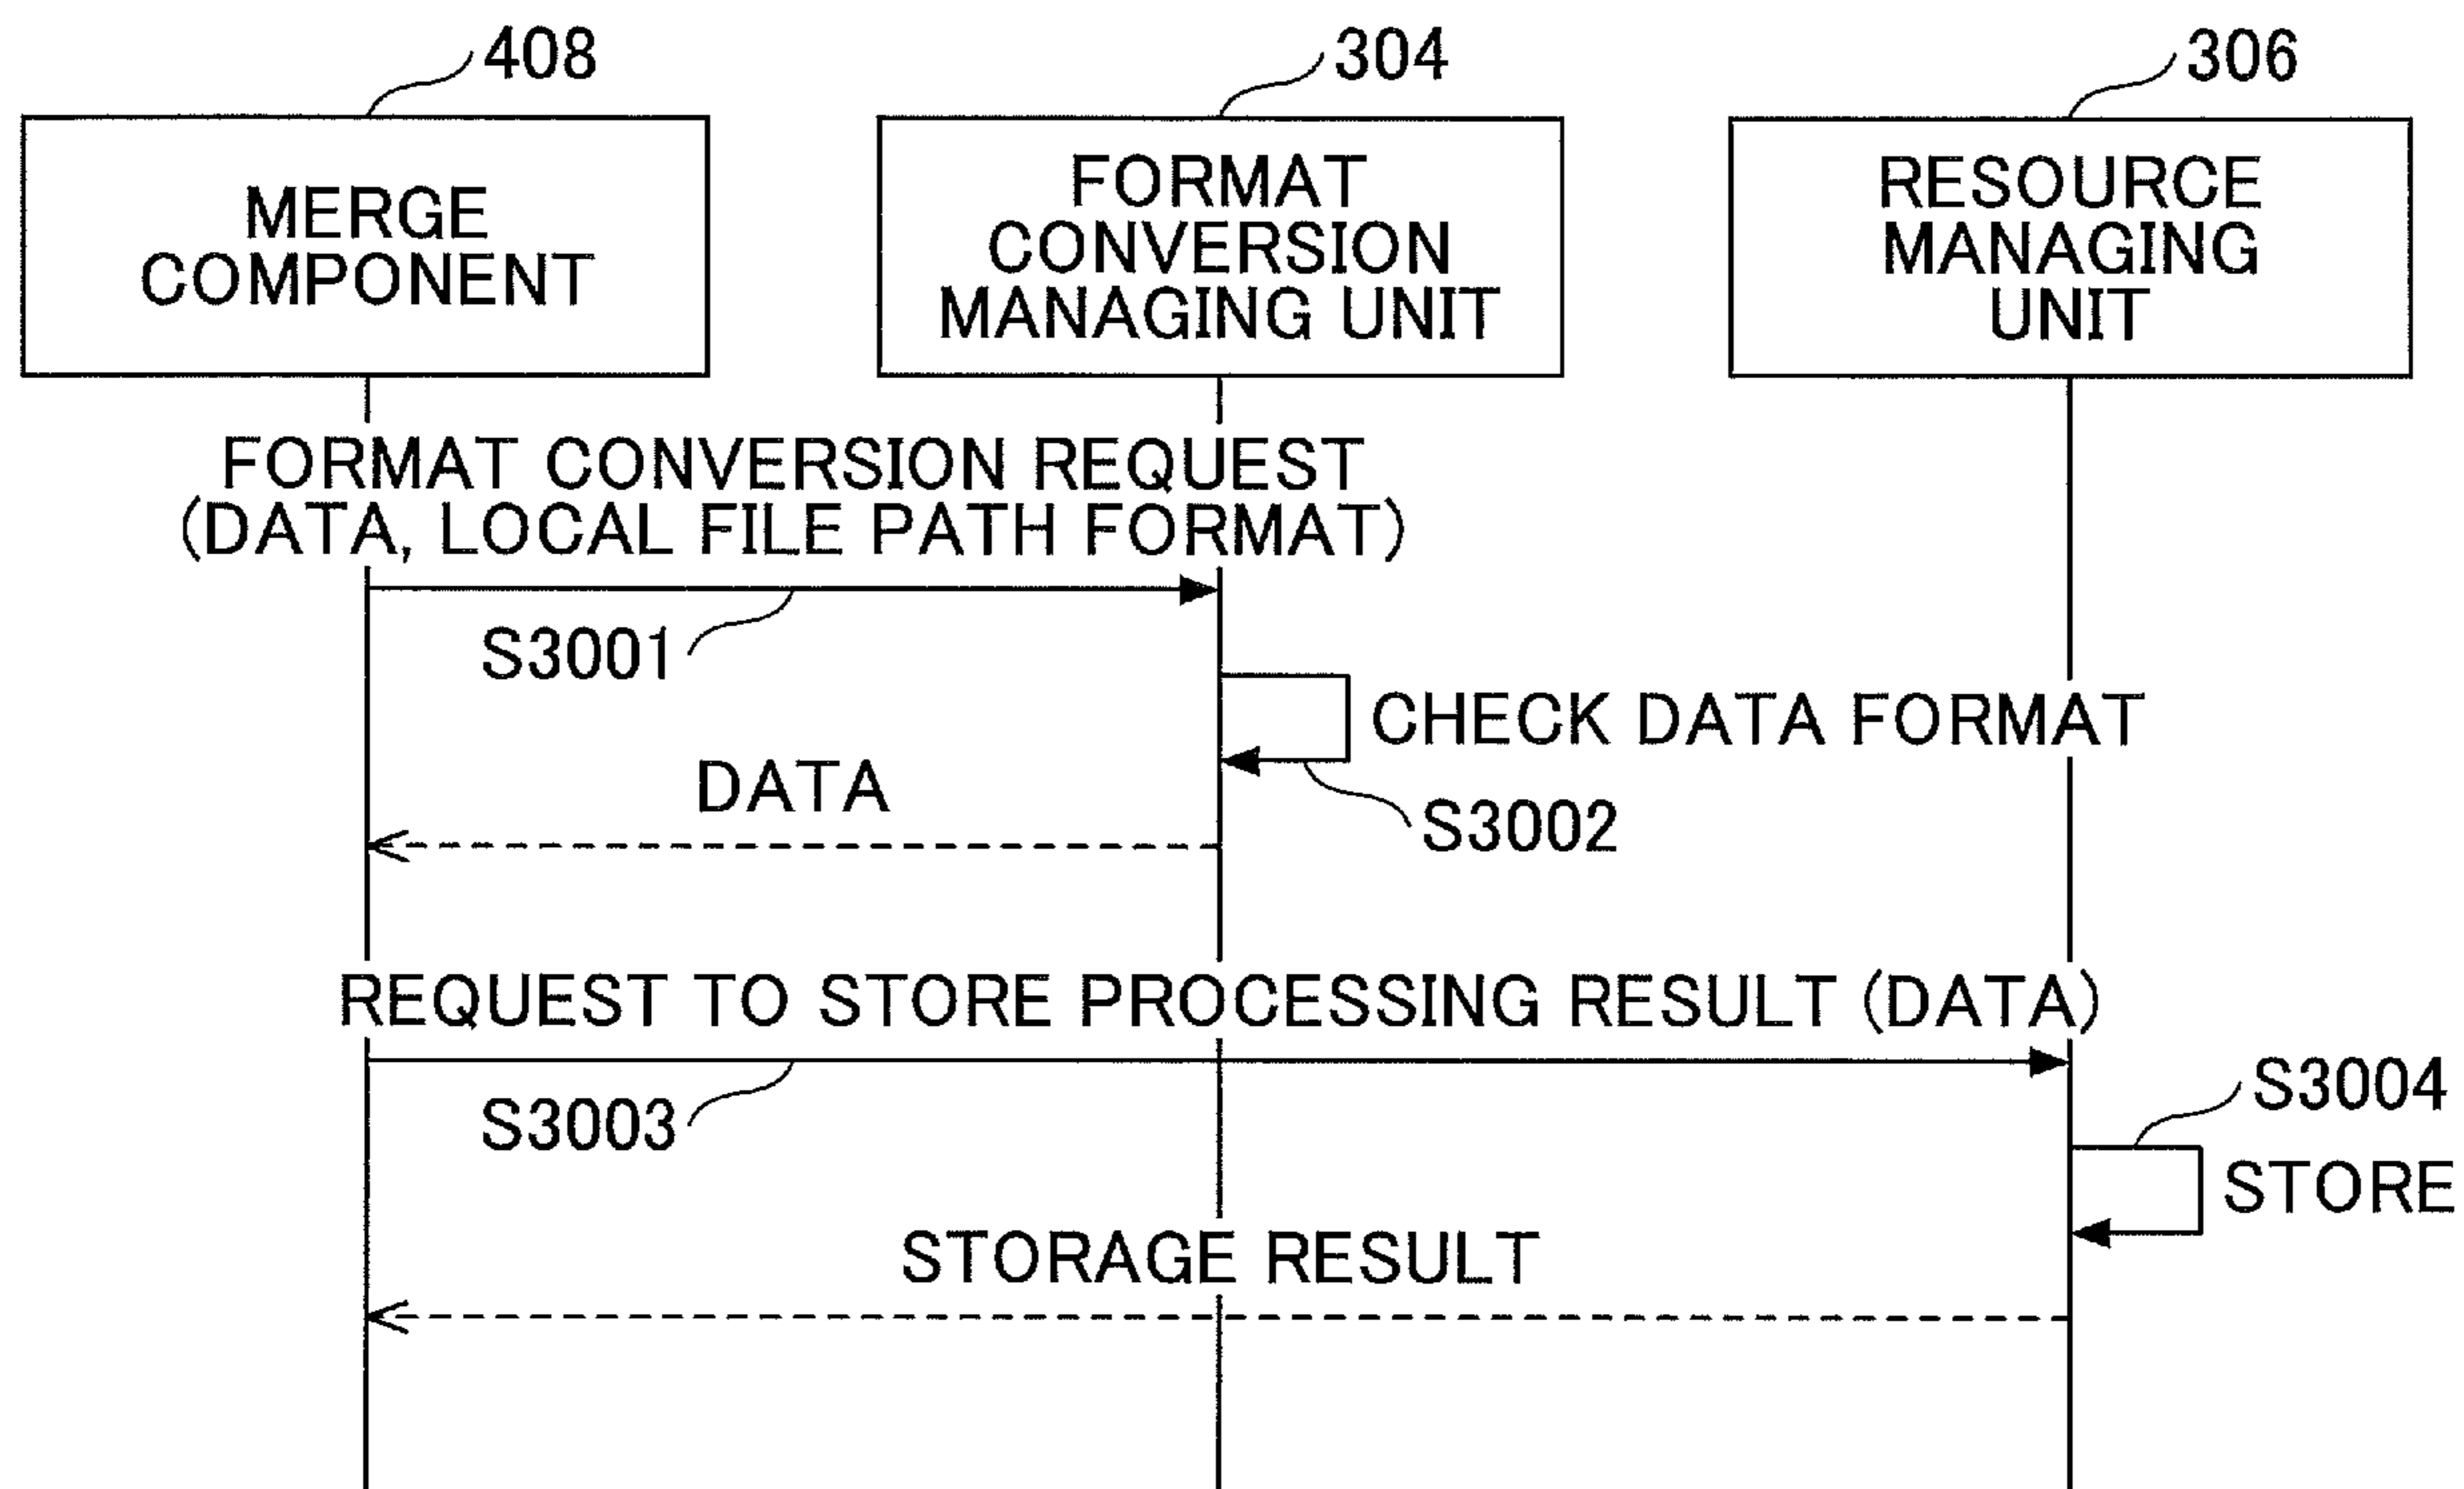 408
304
306
MERGE
COMPONENT
FORMAT
CONVERSION
MANAGING UNIT
RESOURCE
MANAGING
UNIT
FORMAT CONVERSION REQUEST
(DATA, LOCAL FILE PATH FORMAT)
S3001
CHECK DATA FORMAT
DATA
S3002
REQUEST TO STORE PROCESSING RESULT (DATA)
S3003
S3004
STORE
STORAGE RESULT